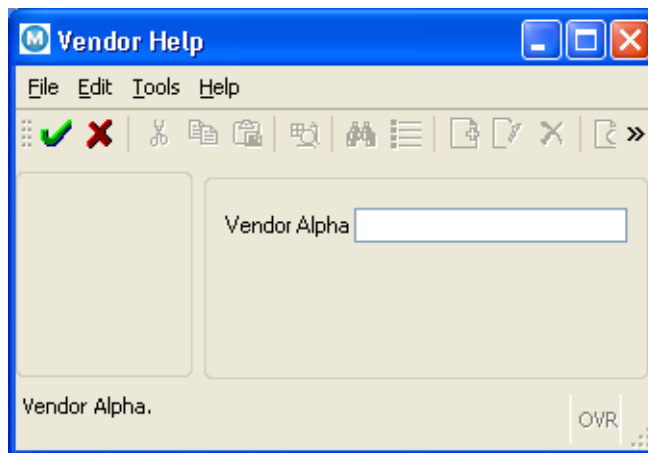 M Vendor Help
File Edit Tools Help
Vendor Alpha
Vendor Alpha.
OVR